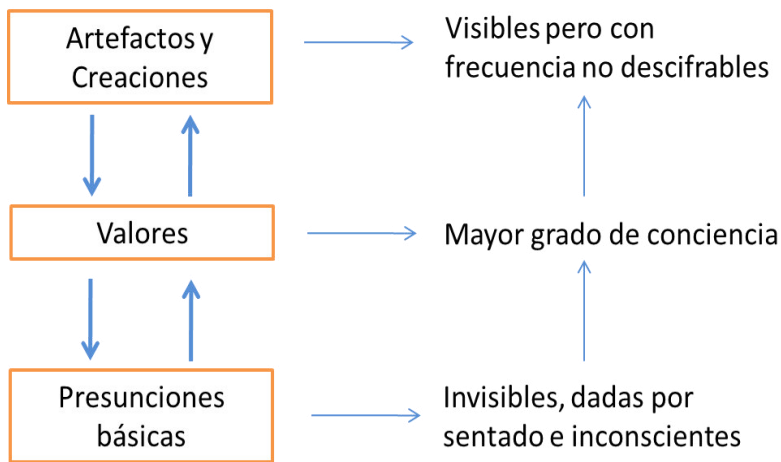 Artefactos y
Creaciones
Visibles pero con
frecuencia no descifrables
Valores
Mayor grado de conciencia
Presunciones
básicas
Invisibles, dadas por
sentado e inconscientes